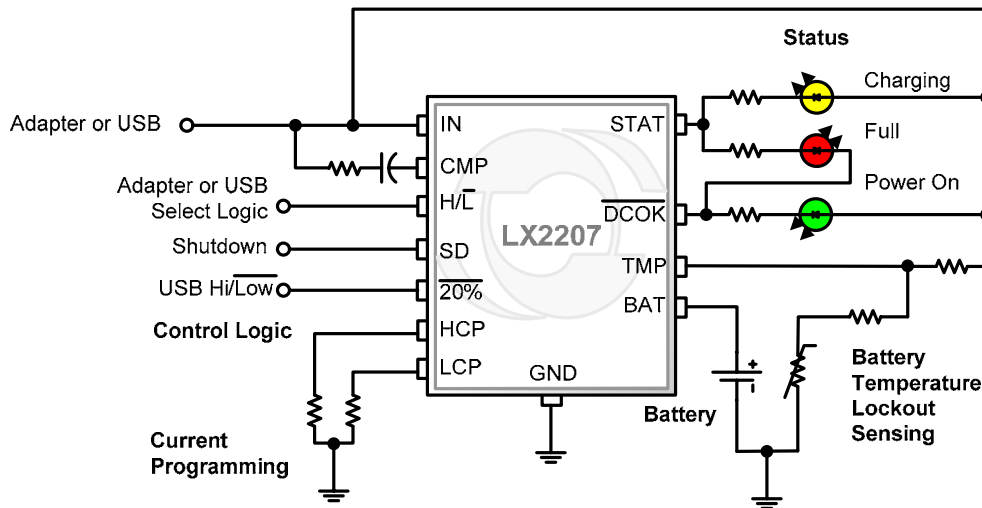 Status
Charging
Full
Power On
Adapter or USB
Adapter or USB
Select Logic
Shutdown
USB Hi/Low
Control Logic
Current
Programming
IN
CMP
H/L
SD
20%
HCP
LCP
LX2207
GND
STAT
DCOK
TMP
BAT
+
-
Battery
Battery
Temperature
Lockout
Sensing